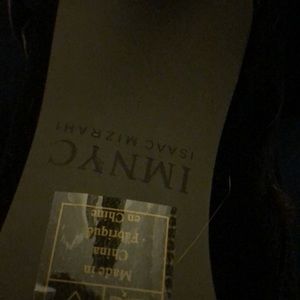 IMNYC
ISAAC MIZRAHI
Made in
China
Fabriqué
en Chine